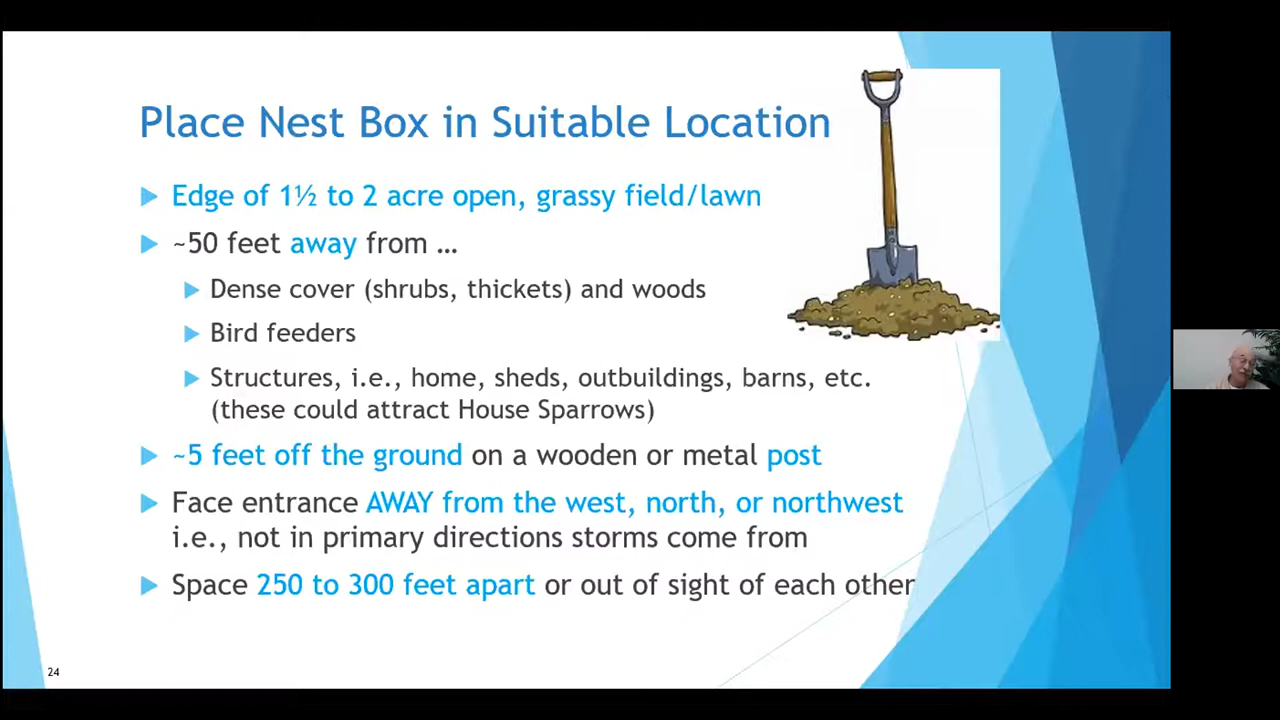 Place Nest Box in Suitable Location
Edge of 1½ to 2 acre open, grassy field/lawn
~50 feet away from …
Dense cover (shrubs, thickets) and woods
Bird feeders
Structures, i.e., home, sheds, outbuildings, barns, etc.
(these could attract House Sparrows)
~5 feet off the ground on a wooden or metal post
Face entrance AWAY from the west, north, or northwest
i.e., not in primary directions storms come from
Space 250 to 300 feet apart or out of sight of each other
24